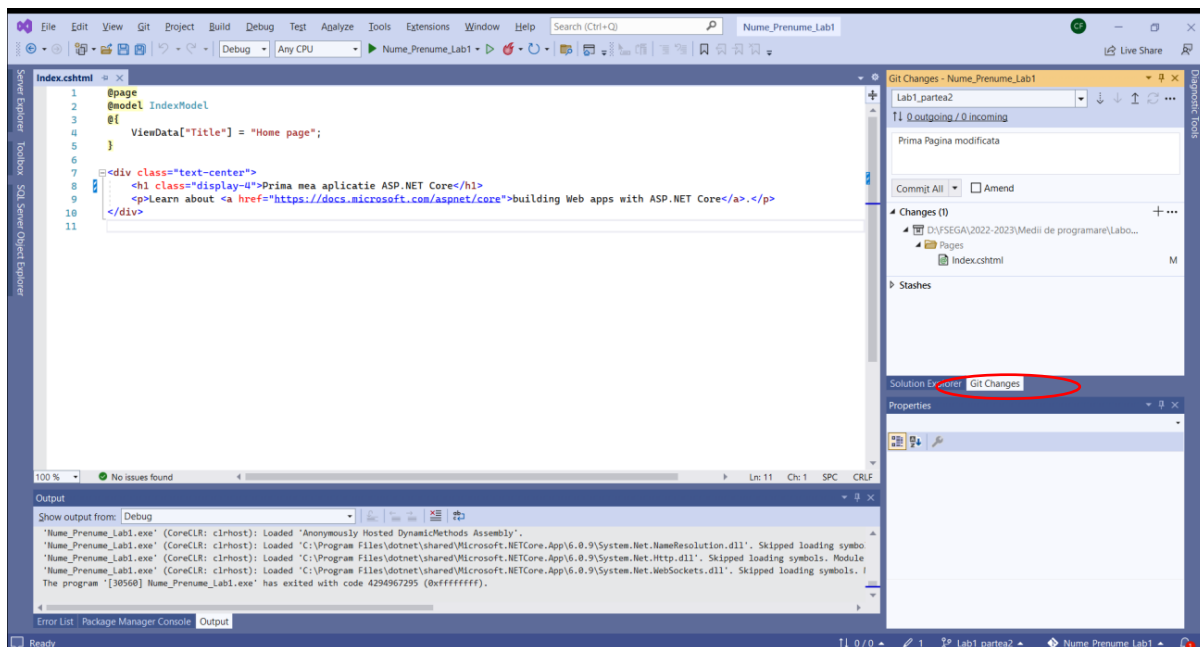 File Edit View Git Project Build Debug Test Analyze Tools Extensions Window Help Search (Ctrl+Q) Nume_Prenume_Lab1 CF
Debug Any CPU Nume_Prenume_Lab1 Live Share
Server Explorer
Toolbox
SQL Server Object Explorer
Index.cshtml
1 @page
2 @model IndexModel
3 @{
4 ViewData["Title"] = "Home page";
5 }
6
7 <div class="text-center">
8 <h1 class="display-4">Prima mea aplicatie ASP.NET Core</h1>
9 <p>Learn about <a href="https://docs.microsoft.com/aspnet/core">building Web apps with ASP.NET Core</a>.</p>
10 </div>
11
100 % No issues found Ln: 11 Ch: 1 SPC CRLF
Git Changes - Nume_Prenume_Lab1
Lab1_partea2
0 outgoing / 0 incoming
Prima Pagina modificata
Commit All Amend
Changes (1)
D:\FSEGA\2022-2023\Medii de programare\Labo...
Pages
Index.cshtml M
Stashes
Solution Explorer Git Changes
Properties
Diagnostic Tools
Output
Show output from: Debug
'Nume_Prenume_Lab1.exe' (CoreCLR: clrhost): Loaded 'Anonymously Hosted DynamicMethods Assembly'.
'Nume_Prenume_Lab1.exe' (CoreCLR: clrhost): Loaded 'C:\Program Files\dotnet\shared\Microsoft.NETCore.App\6.0.9\System.Net.NameResolution.dll'. Skipped loading symbo
'Nume_Prenume_Lab1.exe' (CoreCLR: clrhost): Loaded 'C:\Program Files\dotnet\shared\Microsoft.NETCore.App\6.0.9\System.Net.Http.dll'. Skipped loading symbols. Module
'Nume_Prenume_Lab1.exe' (CoreCLR: clrhost): Loaded 'C:\Program Files\dotnet\shared\Microsoft.NETCore.App\6.0.9\System.Net.WebSockets.dll'. Skipped loading symbols.
The program '[30560] Nume_Prenume_Lab1.exe' has exited with code 4294967295 (0xffffffff).
Error List Package Manager Console Output
Ready 0 / 0 1 Lab1_partea2 Nume_Prenume_Lab1